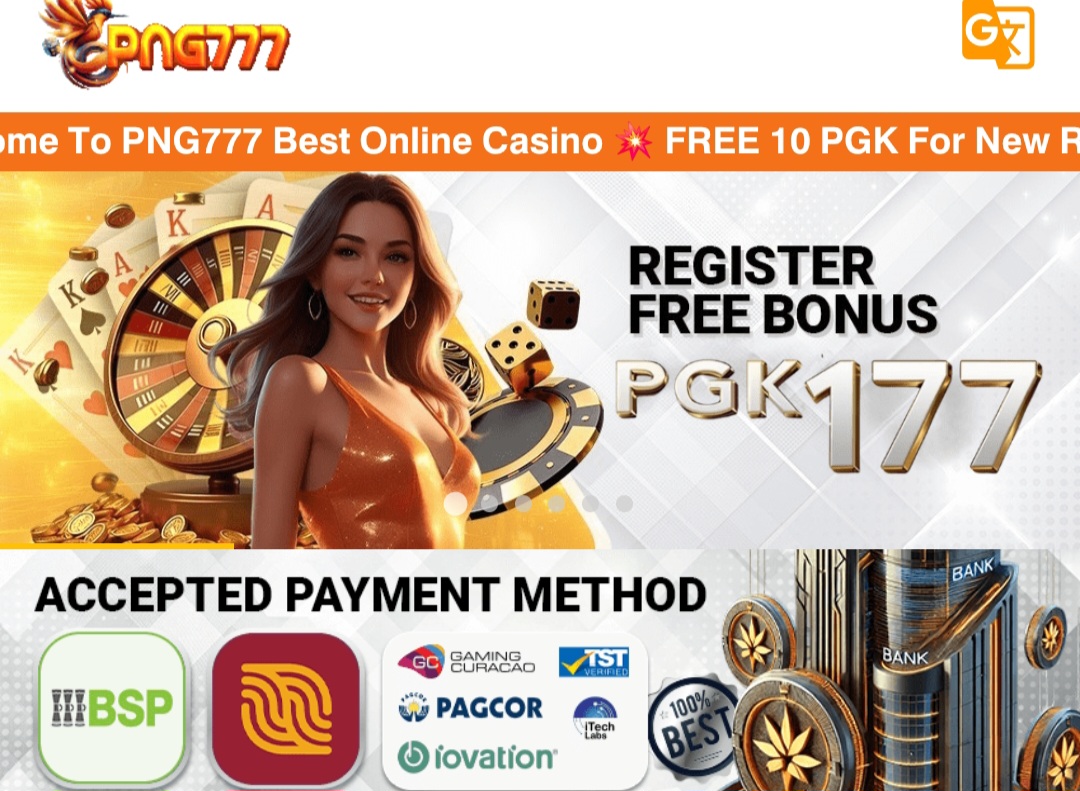 PNG777
ome To PNG777 Best Online Casino 💥 FREE 10 PGK For New R
REGISTER
FREE BONUS
PGK177
ACCEPTED PAYMENT METHOD
BSP
GC GAMING CURACAO
TST VERIFIED
PAGCOR
iTech Labs
iovation
100% BEST
BANK
BANK
K
A
K
A
K